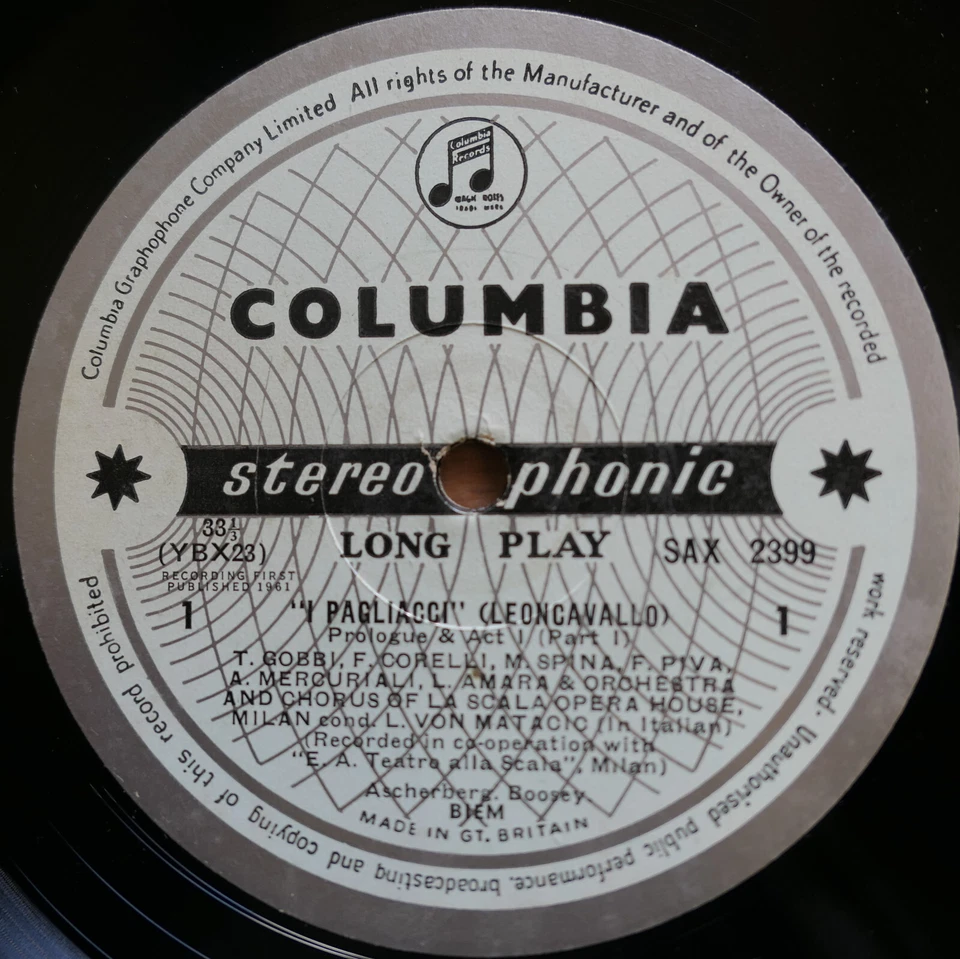 Columbia Graphophone Company Limited All rights of the Manufacturer and of the Owner of the recorded
work reserved. Unauthorised public performance, broadcasting and copying of this record prohibited
Columbia
Records
COLUMBIA
stereophonic
33⅓
(YBX23)
LONG PLAY
SAX 2399
RECORDING FIRST
PUBLISHED 1961
1
1
"I PAGLIACCI" (LEONCAVALLO)
Prologue & Act I (Part I)
T. GOBBI, F. CORELLI, M. SPINA, F. PIVA,
A. MERCURIALI, L. AMARA & ORCHESTRA
AND CHORUS OF LA SCALA OPERA HOUSE,
MILAN cond. L. VON MATACIC (In Italian)
(Recorded in co-operation with
"E. A. Teatro alla Scala", Milan)
Ascherberg. Boosey.
BIEM
MADE IN GT. BRITAIN